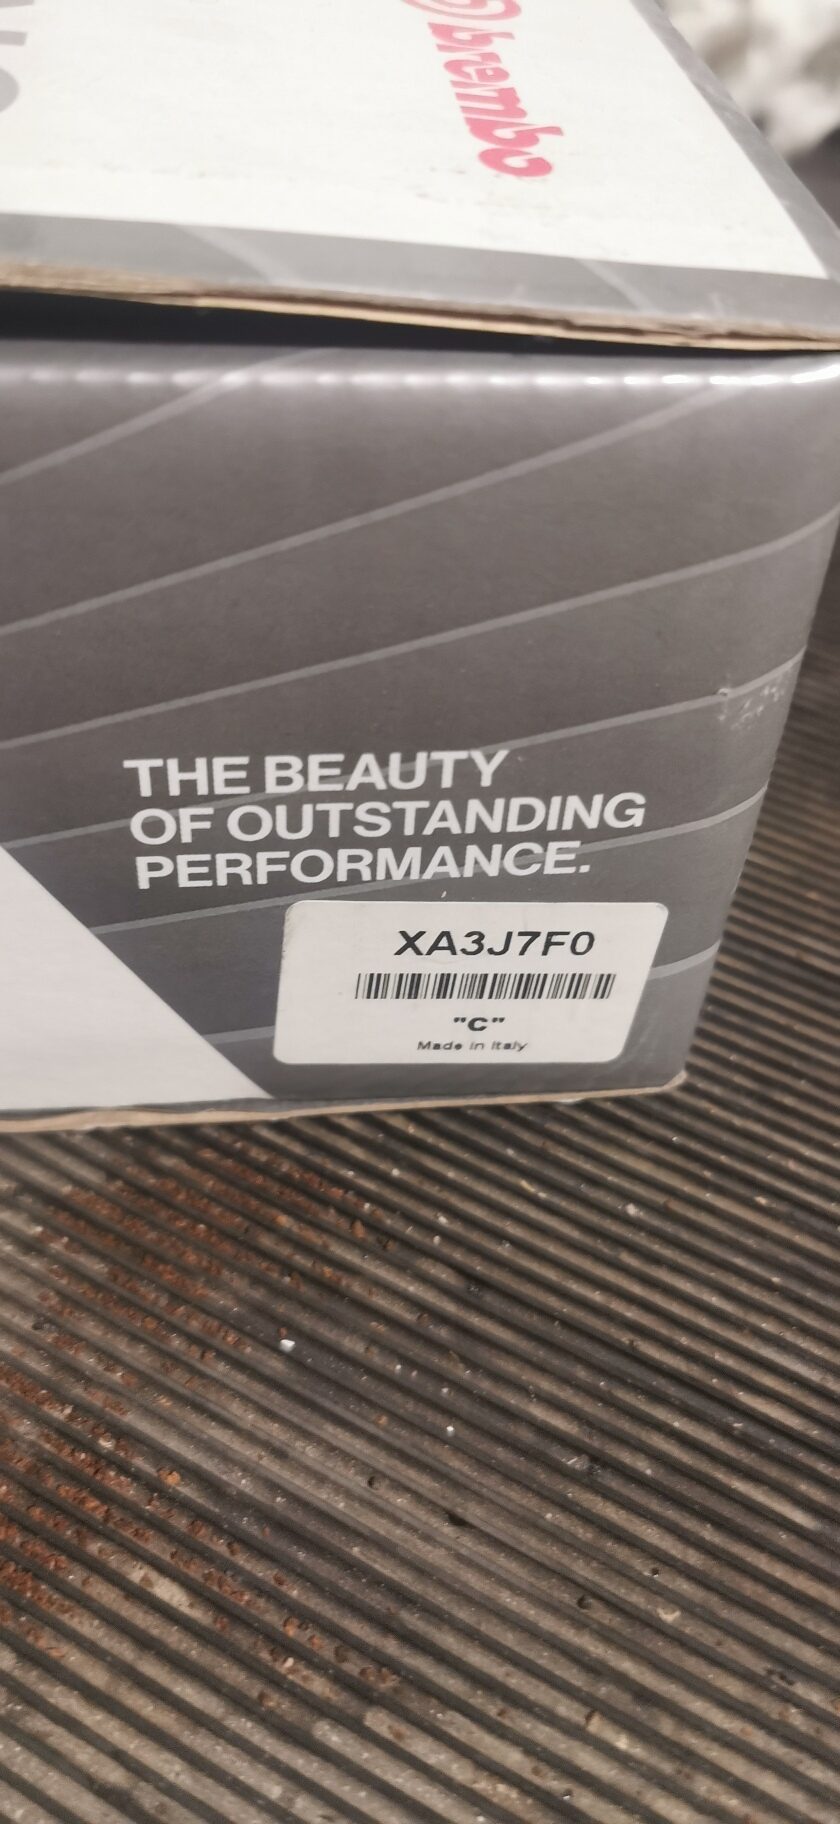 brembo
THE BEAUTY
OF OUTSTANDING
PERFORMANCE.
XA3J7F0
"C"
Made in Italy